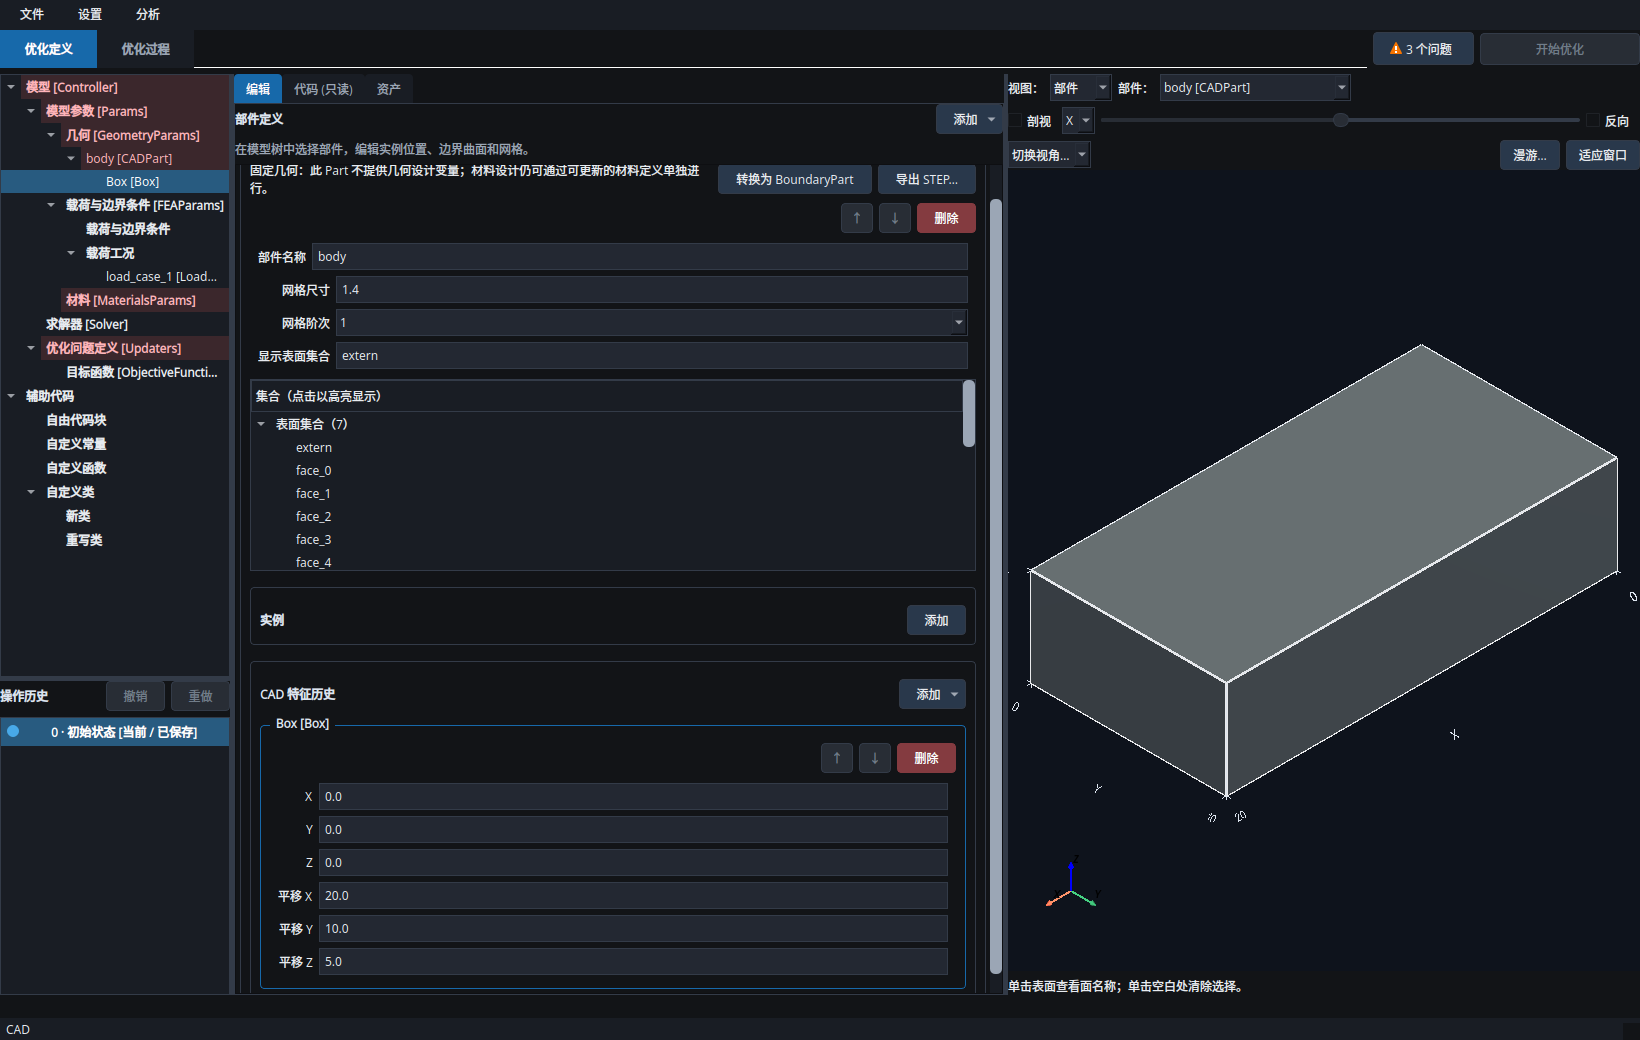 文件 设置 分析
优化定义 优化过程 3 个问题 开始优化
模型 [Controller]
模型参数 [Params]
几何 [GeometryParams]
body [CADPart]
Box [Box]
载荷与边界条件 [FEAParams]
载荷与边界条件
载荷工况
load_case_1 [Load...
材料 [MaterialsParams]
求解器 [Solver]
优化问题定义 [Updaters]
目标函数 [ObjectiveFuncti...
辅助代码
自由代码块
自定义常量
自定义函数
自定义类
新类
重写类
操作历史 撤销 重做
0 · 初始状态 [当前 / 已保存]
编辑 代码 (只读) 资产
部件定义 添加
在模型树中选择部件，编辑实例位置、边界曲面和网格。
固定几何：此 Part 不提供几何设计变量；材料设计仍可通过可更新的材料定义单独进
行。
转换为 BoundaryPart 导出 STEP...
↑ ↓ 删除
部件名称 body
网格尺寸 1.4
网格阶次 1
显示表面集合 extern
集合（点击以高亮显示）
表面集合（7）
extern
face_0
face_1
face_2
face_3
face_4
实例 添加
CAD 特征历史 添加
Box [Box]
↑ ↓ 删除
X 0.0
Y 0.0
Z 0.0
平移 X 20.0
平移 Y 10.0
平移 Z 5.0
视图： 部件 部件： body [CADPart]
剖视 X 反向
切换视角... 漫游... 适应窗口
0
0
X
Y
20
Z
单击表面查看面名称；单击空白处清除选择。
CAD